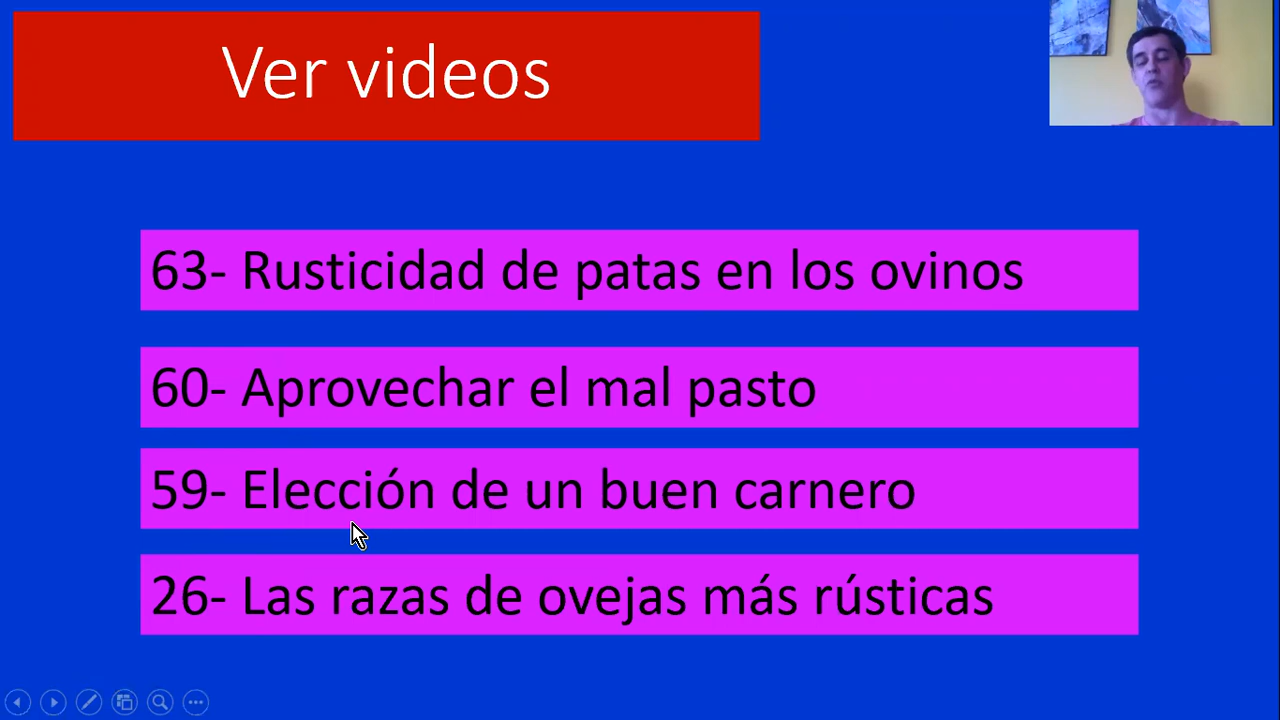 Ver videos
63- Rusticidad de patas en los ovinos
60- Aprovechar el mal pasto
59- Elección de un buen carnero
26- Las razas de ovejas más rústicas